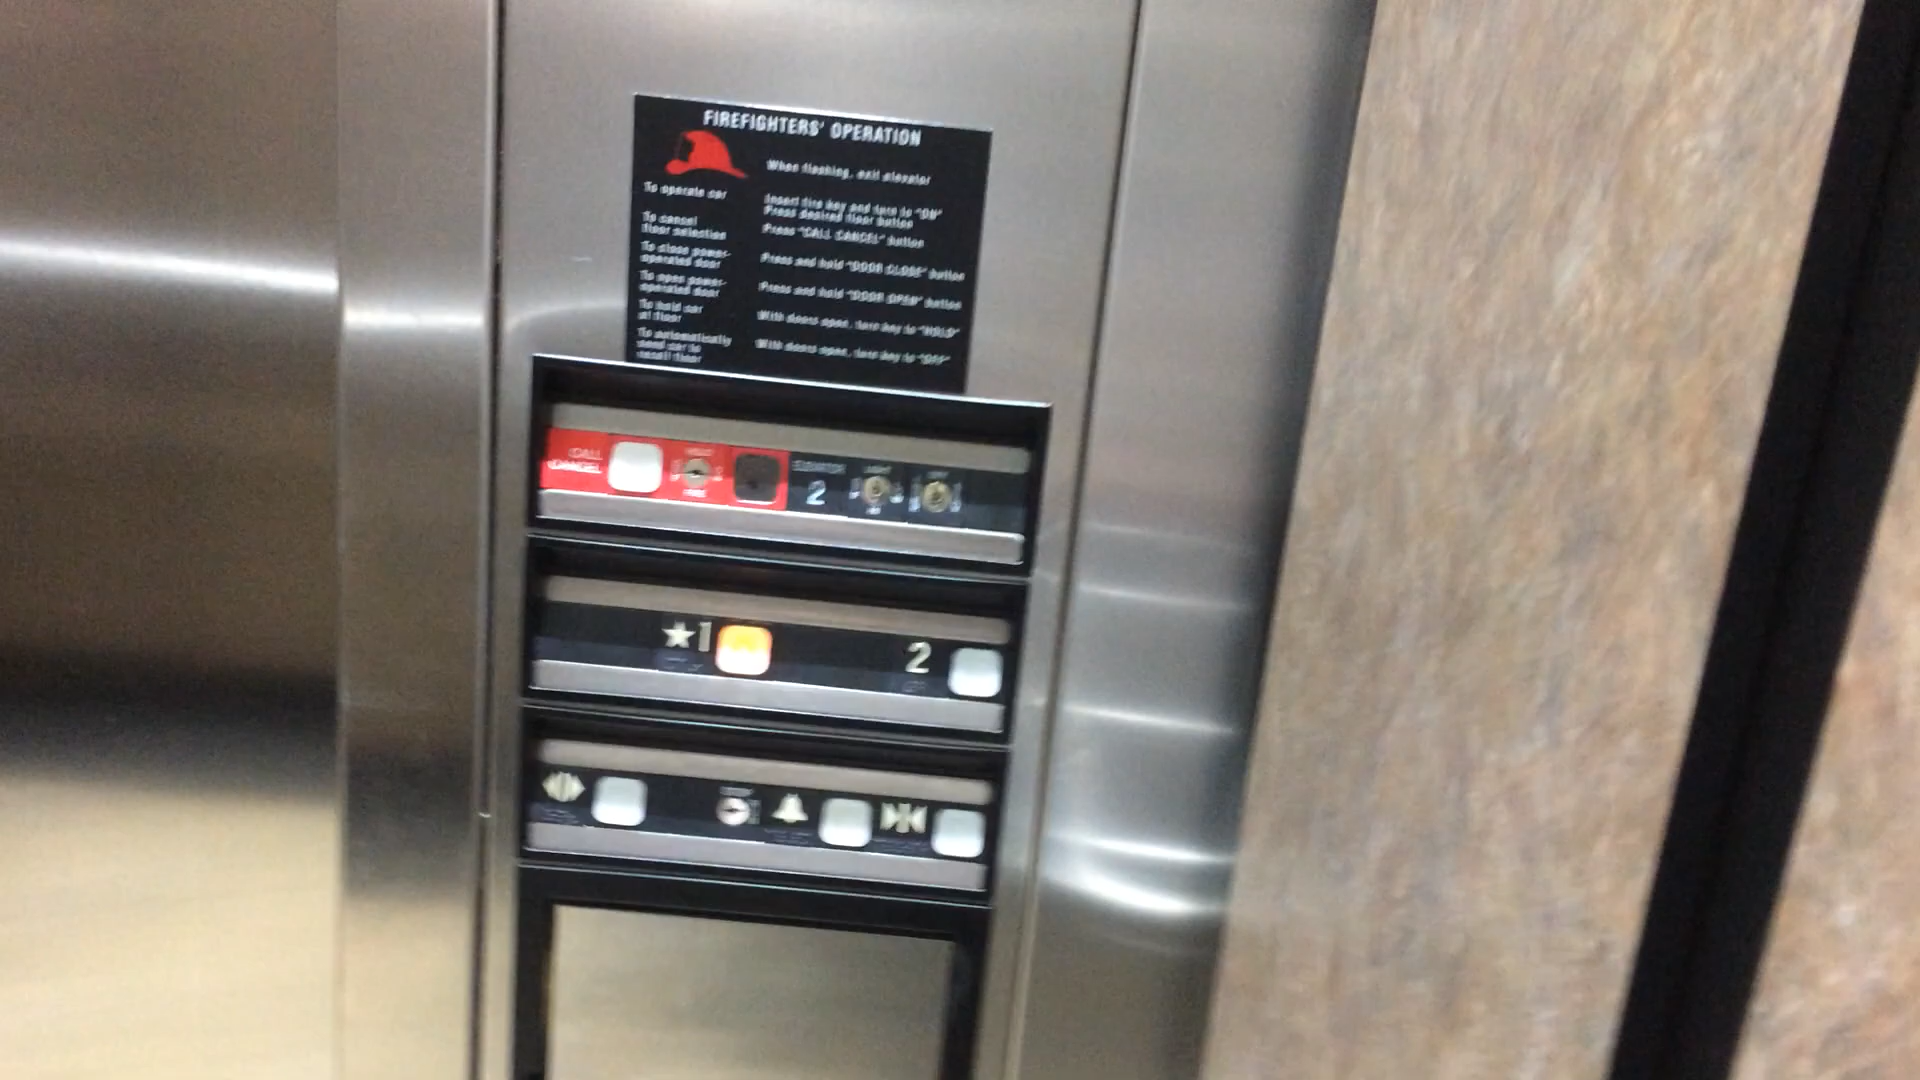 FIREFIGHTERS' OPERATION
When flashing, exit elevator
To operate car
Insert fire key and turn to "ON"
Press desired floor button
To cancel
floor selection
Press "CALL CANCEL" button
To close power-
operated door
Press and hold "DOOR CLOSE" button
To open power-
operated door
Press and hold "DOOR OPEN" button
To hold car
at floor
With doors open, turn key to "HOLD"
To automatically
send car to
recall floor
With doors open, turn key to "OFF"
CALL
CANCEL
HOLD
FIRE
ELEVATOR
2
LIGHT
★1
2